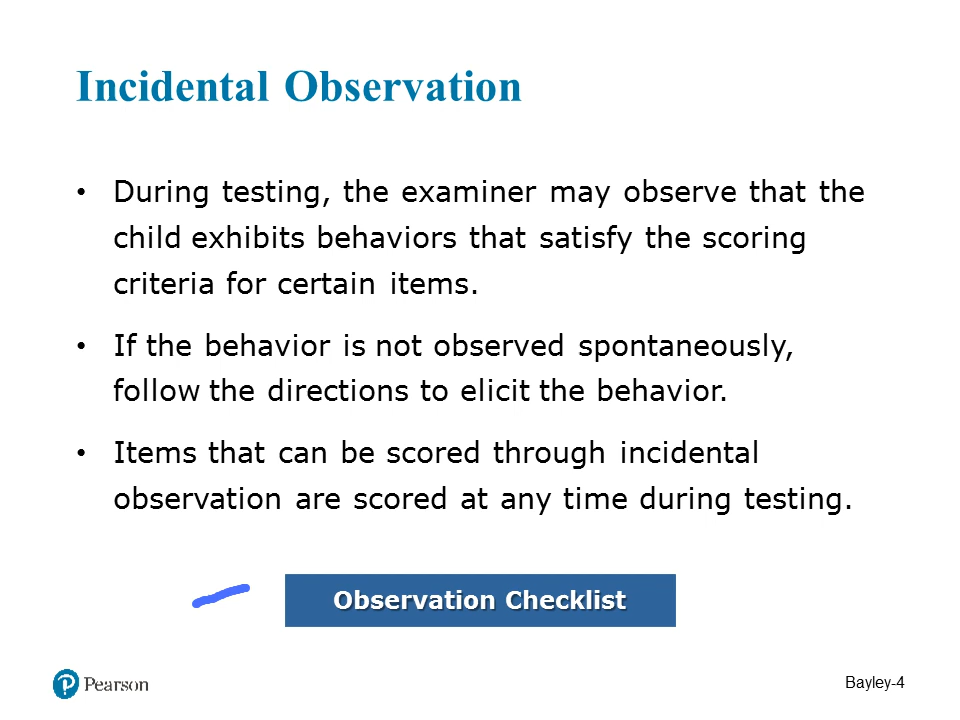 Incidental Observation
• During testing, the examiner may observe that the
child exhibits behaviors that satisfy the scoring
criteria for certain items.
• If the behavior is not observed spontaneously,
follow the directions to elicit the behavior.
• Items that can be scored through incidental
observation are scored at any time during testing.
Observation Checklist
P Pearson
Bayley-4